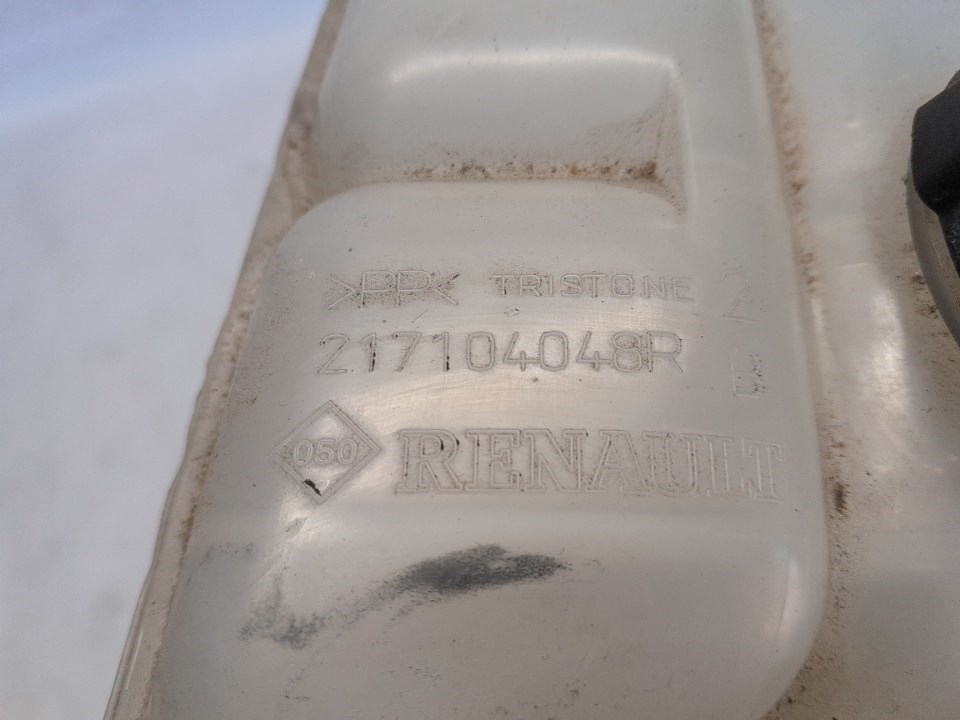 >PP< TRISTONE 2
217104048R B
050 RENAULT